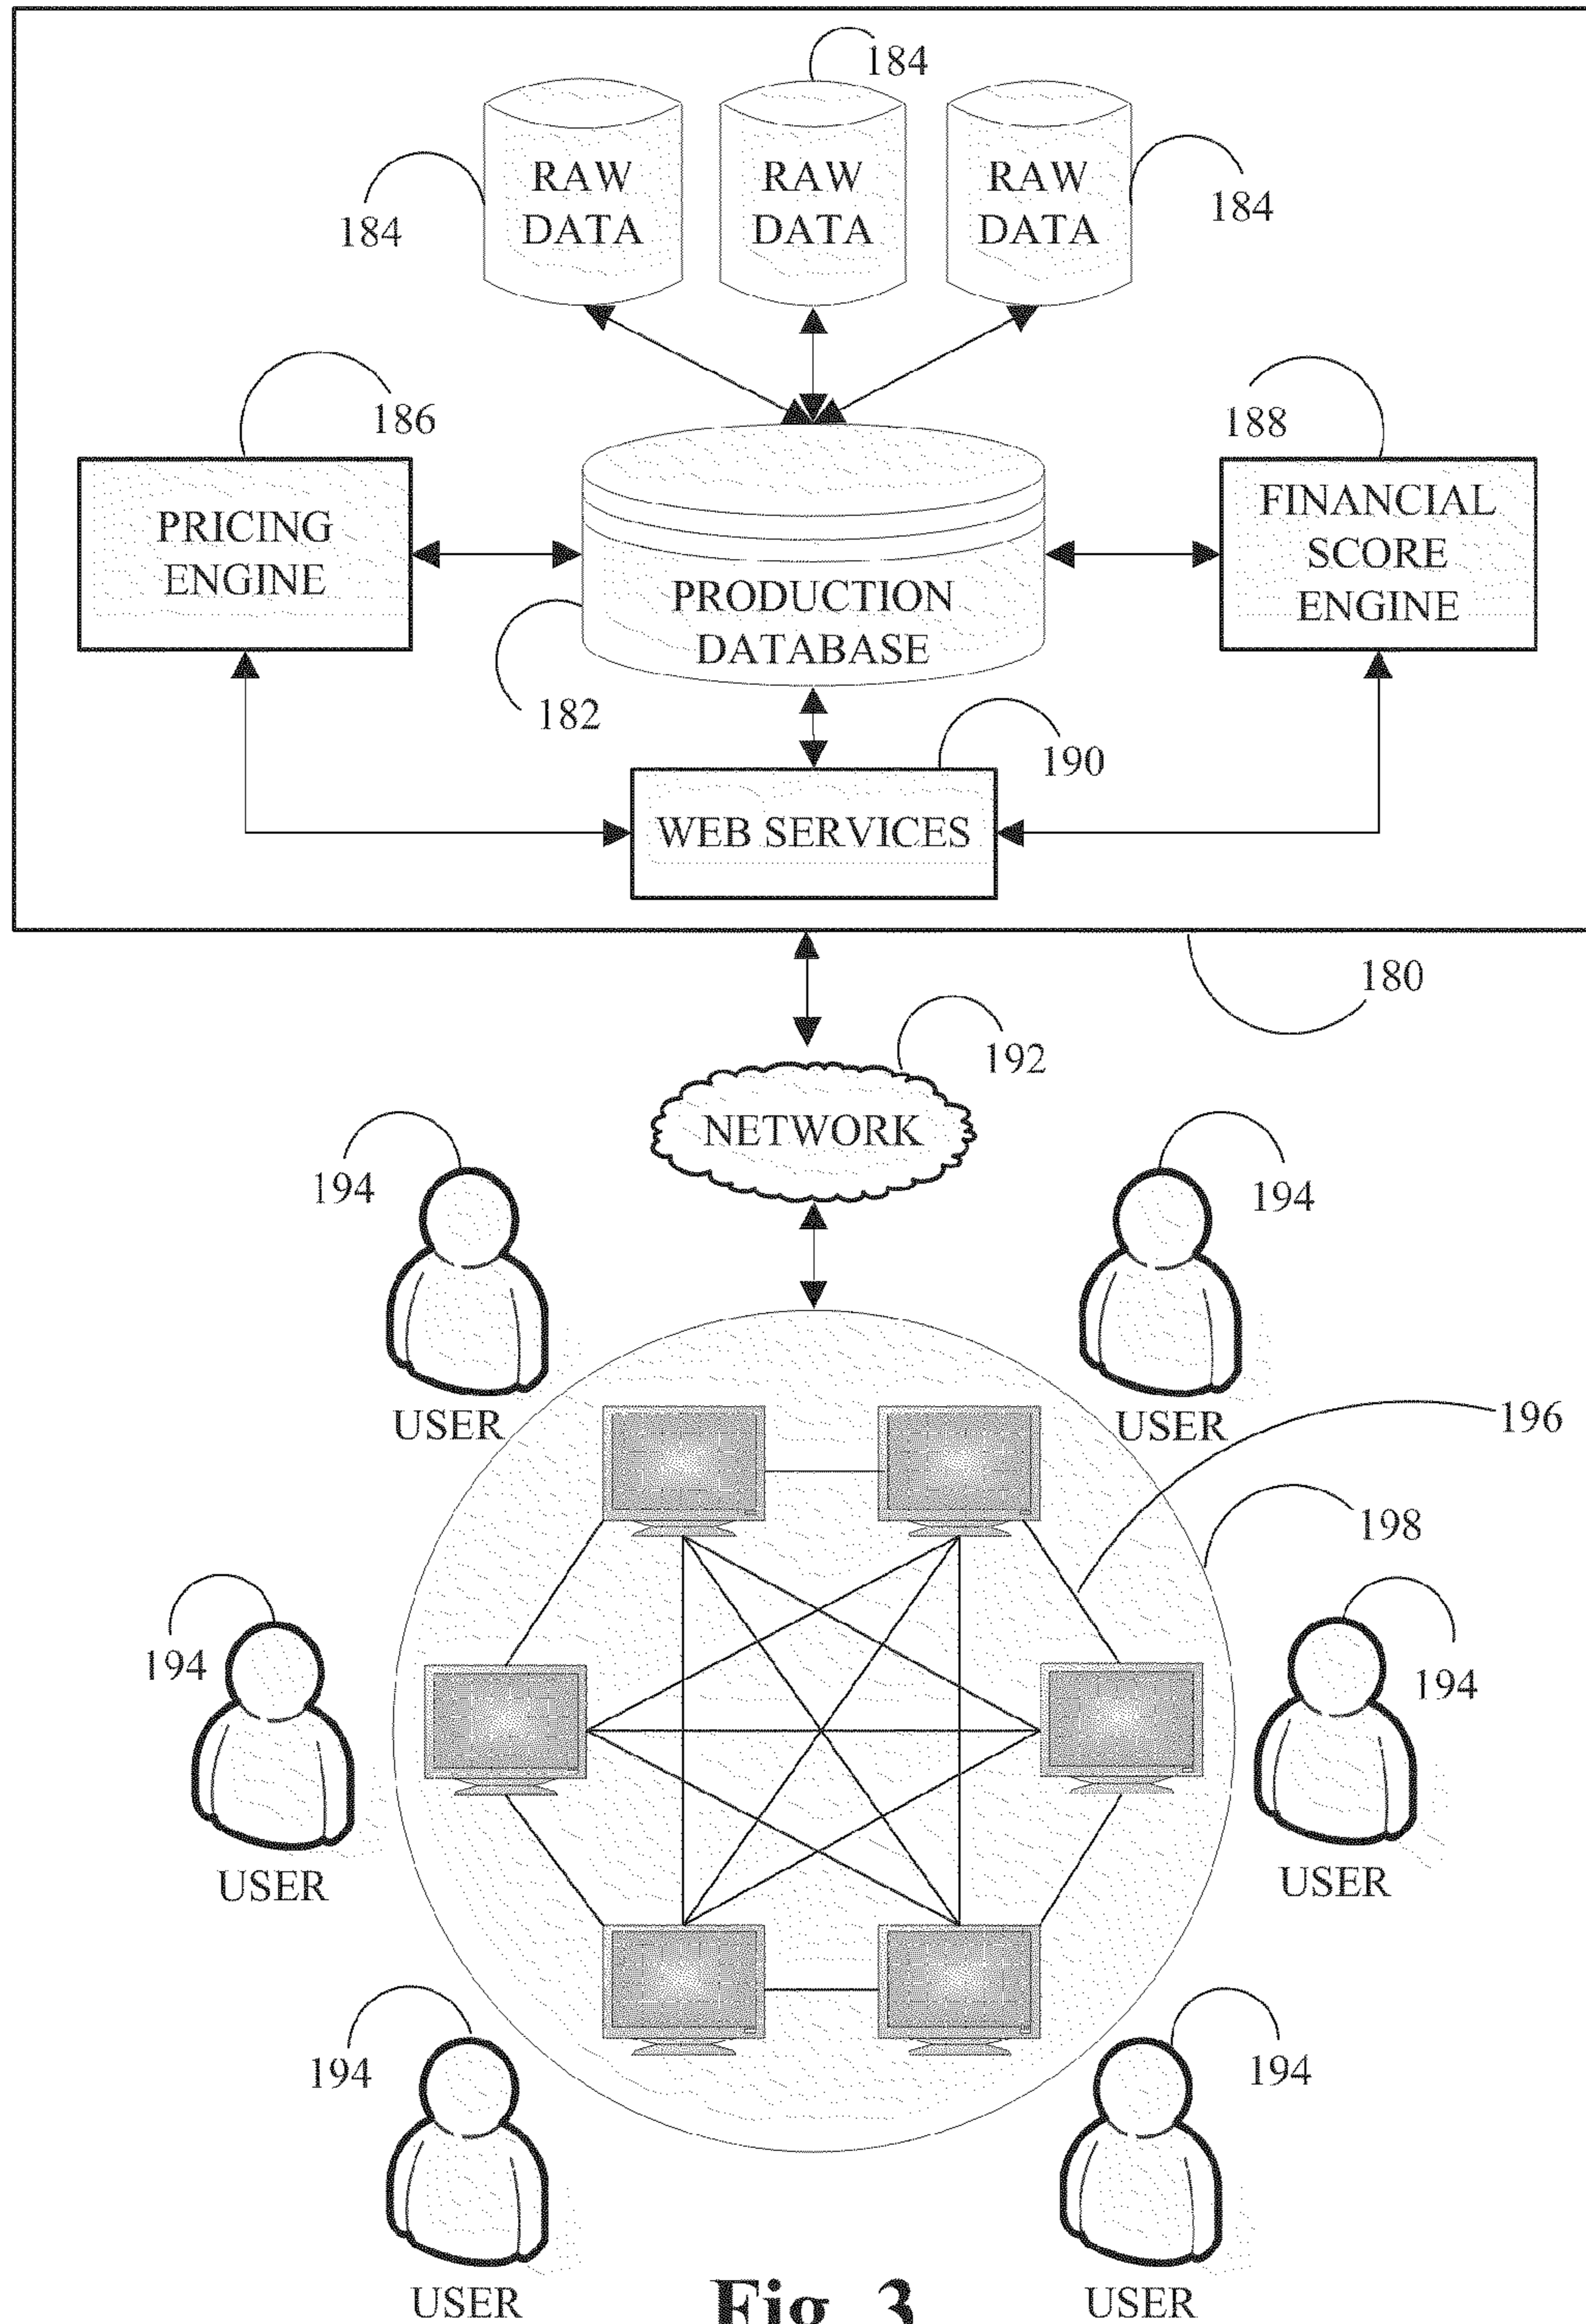 184
RAW
DATA
RAW
DATA
RAW
DATA
184
184
186
188
PRICING
ENGINE
FINANCIAL
SCORE
ENGINE
PRODUCTION
DATABASE
182
190
WEB SERVICES
180
192
NETWORK
194
194
USER
USER
196
198
194
194
USER
USER
194
194
USER
USER
Fig. 3